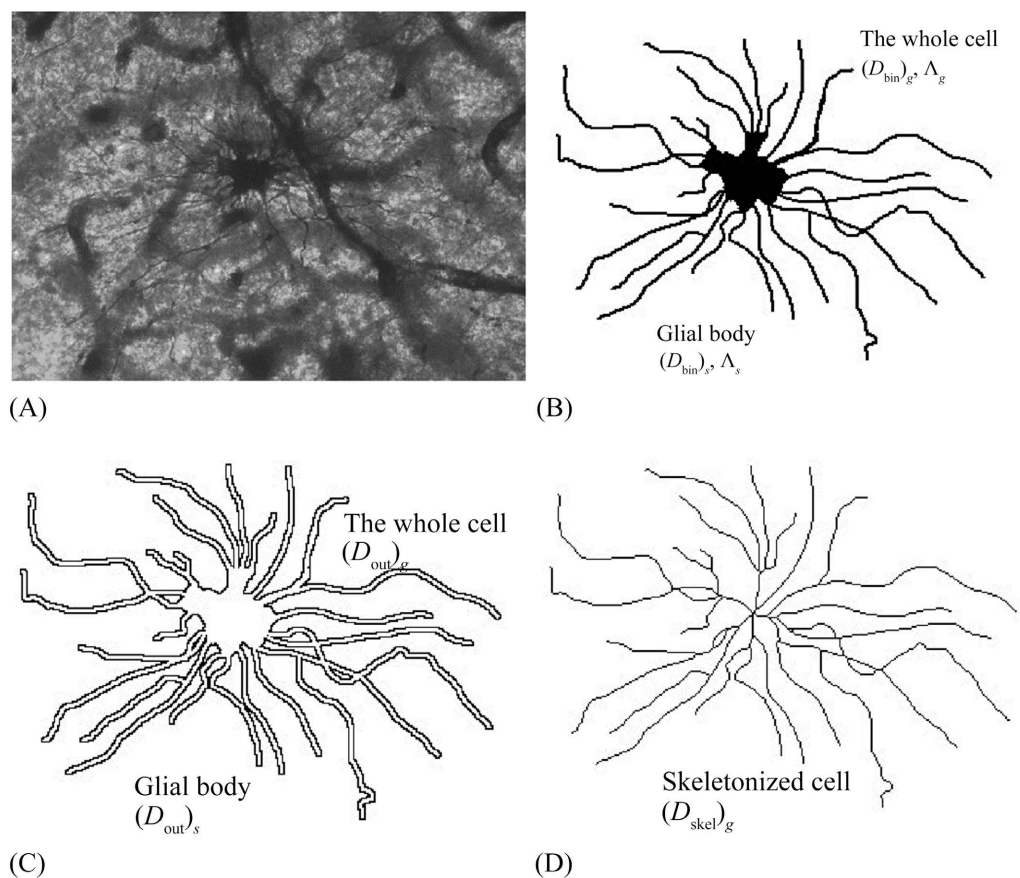 The whole cell
(D_bin)_g, Λ_g
Glial body
(D_bin)_s, Λ_s
(A)
(B)
The whole cell
(D_out)_g
Glial body
(D_out)_s
Skeletonized cell
(D_skel)_g
(C)
(D)